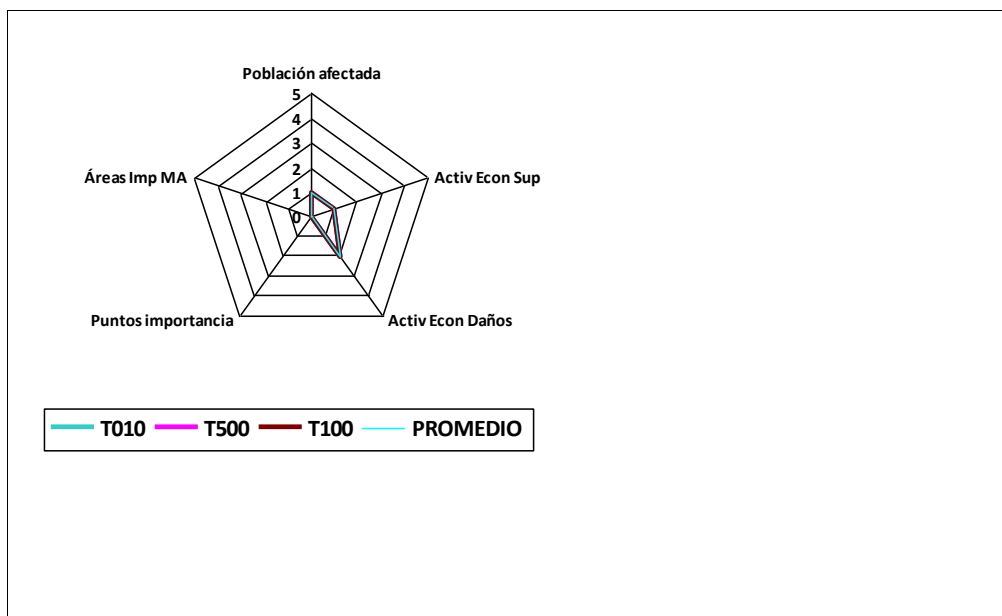 Población afectada
5
4
3
2
1
0
Áreas Imp MA
Activ Econ Sup
Puntos importancia
Activ Econ Daños
T010 T500 T100 PROMEDIO